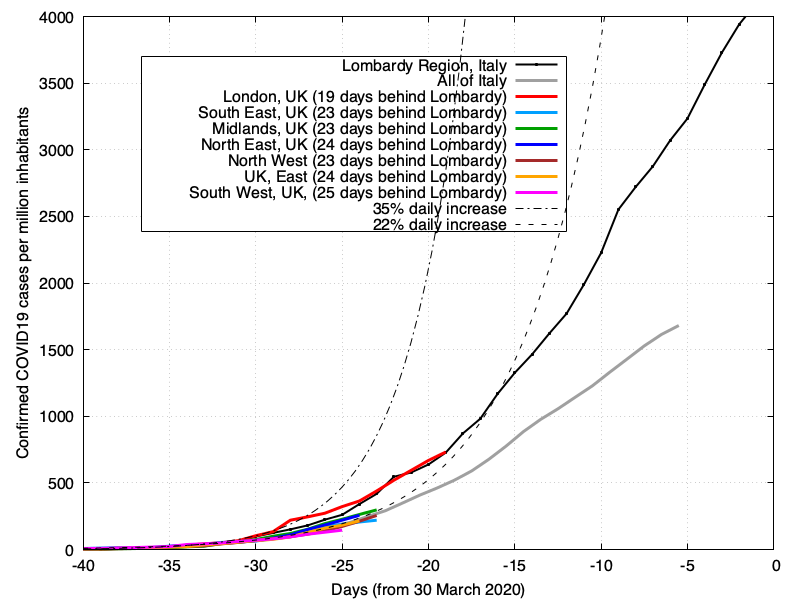 4000
3500
3000
2500
2000
1500
1000
500
0
Confirmed COVID19 cases per million inhabitants
Lombardy Region, Italy
All of Italy
London, UK (19 days behind Lombardy)
South East, UK (23 days behind Lombardy)
Midlands, UK (23 days behind Lombardy)
North East, UK (24 days behind Lombardy)
North West (23 days behind Lombardy)
UK, East (24 days behind Lombardy)
South West, UK, (25 days behind Lombardy)
35% daily increase
22% daily increase
-40 -35 -30 -25 -20 -15 -10 -5 0
Days (from 30 March 2020)